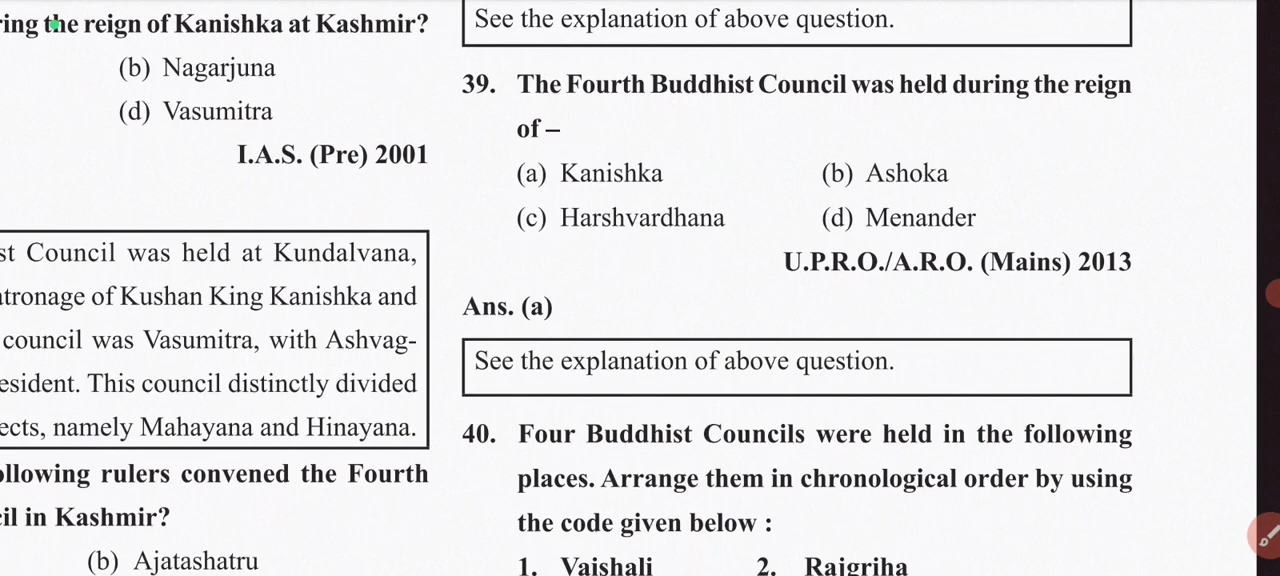 ring the reign of Kanishka at Kashmir?
(b) Nagarjuna
(d) Vasumitra
I.A.S. (Pre) 2001
st Council was held at Kundalvana,
atronage of Kushan King Kanishka and
council was Vasumitra, with Ashvag-
esident. This council distinctly divided
ects, namely Mahayana and Hinayana.
ollowing rulers convened the Fourth
cil in Kashmir?
(b) Ajatashatru
See the explanation of above question.
39. The Fourth Buddhist Council was held during the reign
of –
(a) Kanishka (b) Ashoka
(c) Harshvardhana (d) Menander
U.P.R.O./A.R.O. (Mains) 2013
Ans. (a)
See the explanation of above question.
40. Four Buddhist Councils were held in the following
places. Arrange them in chronological order by using
the code given below :
1. Vaishali 2. Rajgriha